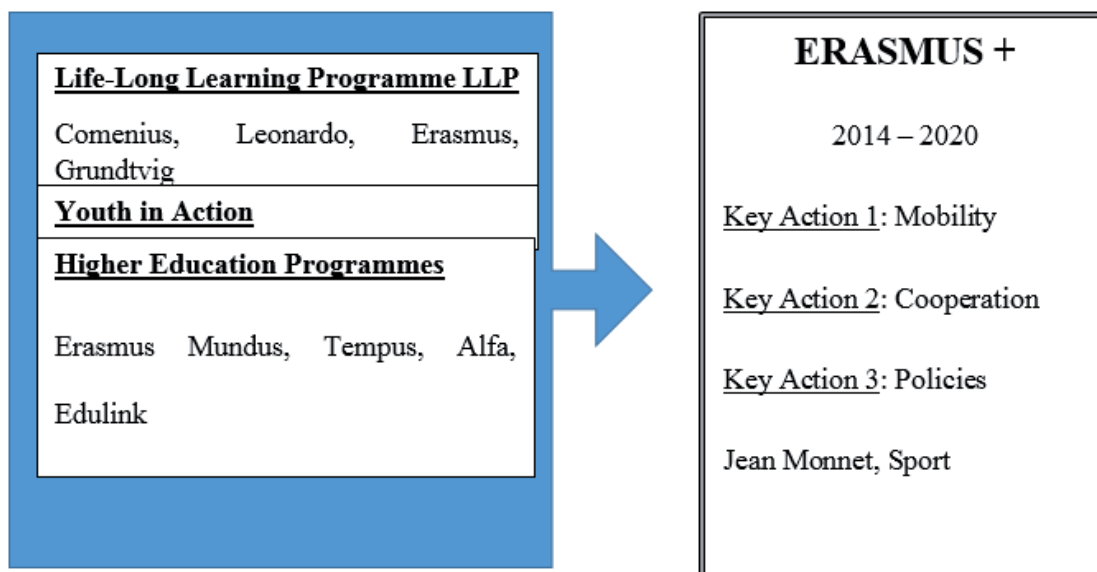 Life-Long Learning Programme LLP
Comenius, Leonardo, Erasmus,
Grundtvig
Youth in Action
Higher Education Programmes
Erasmus Mundus, Tempus, Alfa,
Edulink
ERASMUS +
2014 – 2020
Key Action 1: Mobility
Key Action 2: Cooperation
Key Action 3: Policies
Jean Monnet, Sport